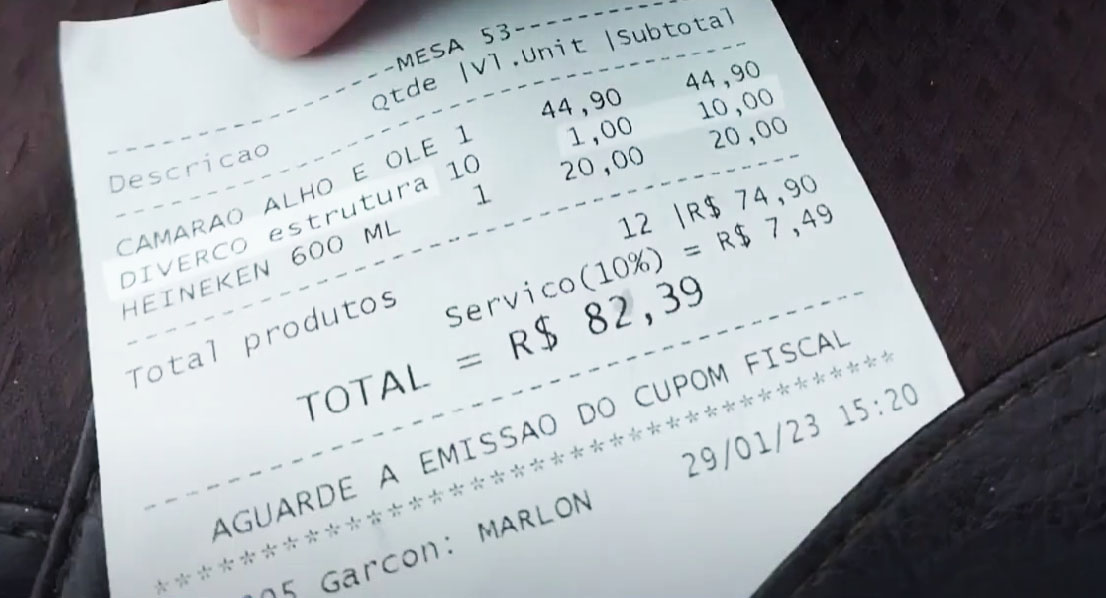 MESA 53
Descricao Qtde |Vl.Unit |Subtotal
CAMARAO ALHO E OLE 1 44,90 44,90
DIVERCO estrutura 10 1,00 10,00
HEINEKEN 600 ML 1 20,00 20,00
Total produtos 12 |R$ 74,90
Servico(10%) = R$ 7,49
TOTAL = R$ 82,39
AGUARDE A EMISSAO DO CUPOM FISCAL
**********************************
29/01/23 15:20
Garcon: MARLON